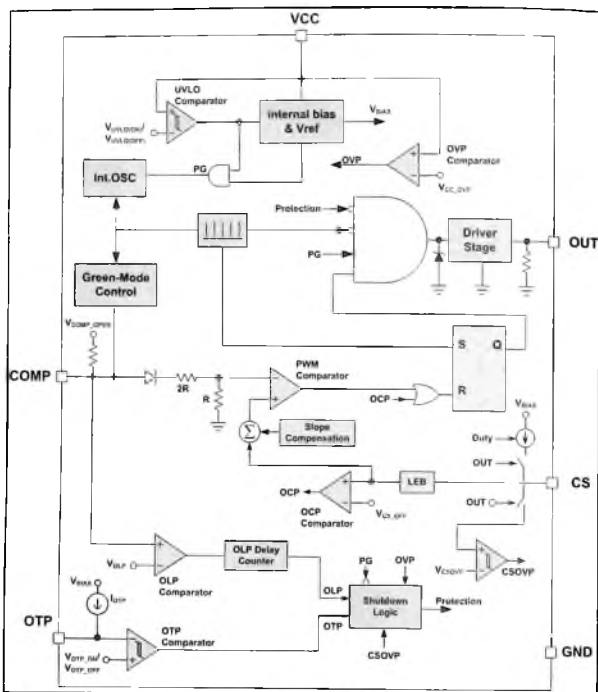 VCC
UVLO
Comparator
VUVLO(ON)/
VUVLO(OFF)
internal bias
& Vref
VBIAS
OVP
Comparator
OVP
VCC_OVP
PG
Int.OSC
Protection
PG
Driver
Stage
OUT
Green-Mode
Control
VCOMP_OPEN
COMP
2R
R
PWM
Comparator
OCP
S
Q
R
VBIAS
Slope
Compensation
Duty
OUT
CS
LEB
OUT
OCP
OCP
Comparator
VCS_OFF
VCSOVP
CSOVP
VOLP
OLP
Comparator
OLP Delay
Counter
PG
OVP
OLP
OTP
Shutdown
Logic
Protection
CSOVP
VBIAS
IOTP
OTP
OTP
Comparator
VOTP_ON/
VOTP_OFF
GND